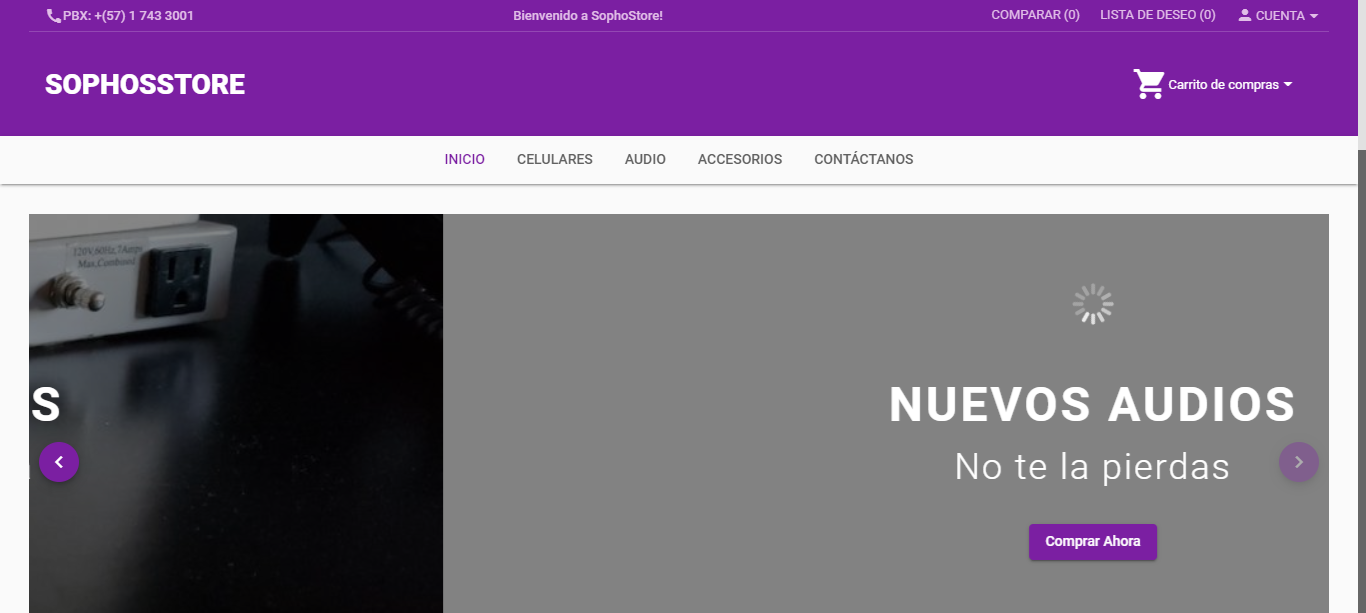 PBX: +(57) 1 743 3001
Bienvenido a SophoStore!
COMPARAR (0)
LISTA DE DESEO (0)
CUENTA
SOPHOSSTORE
Carrito de compras
INICIO
CELULARES
AUDIO
ACCESORIOS
CONTÁCTANOS
120V,60Hz,7Amps
Max,Combined
S
NUEVOS AUDIOS
No te la pierdas
Comprar Ahora